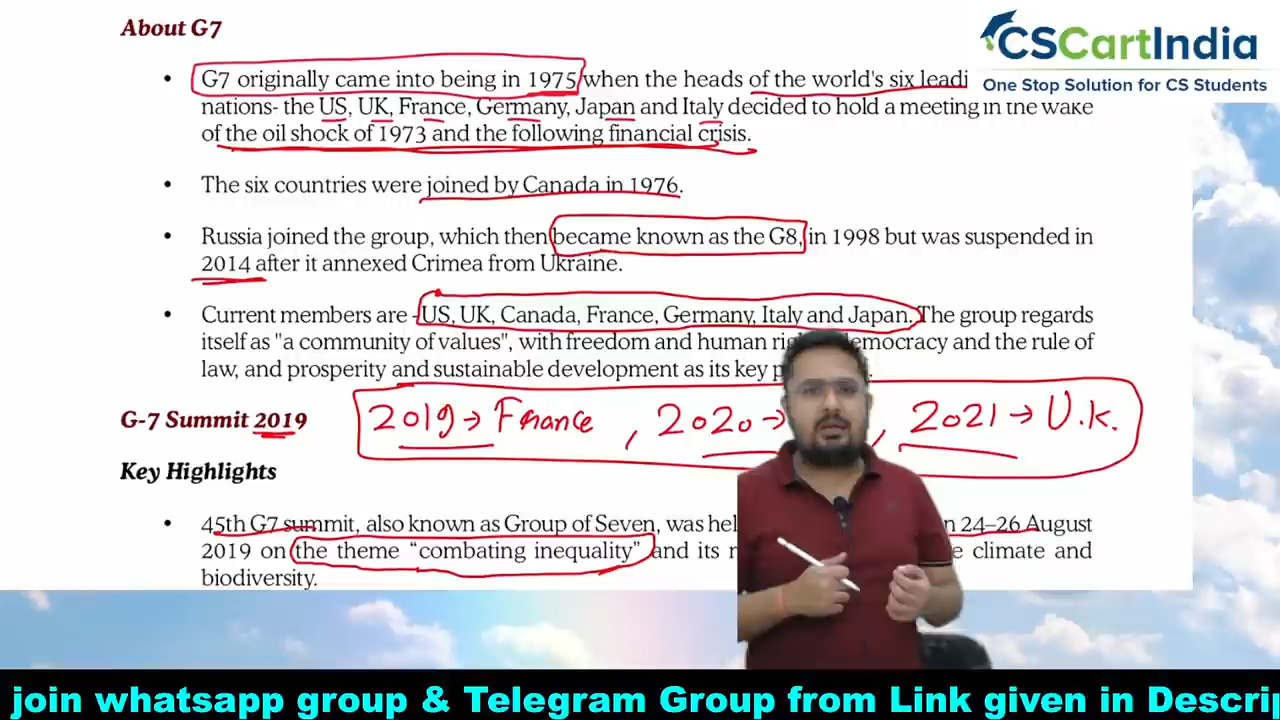 About G7
CSCartIndia
One Stop Solution for CS Students
• G7 originally came into being in 1975 when the heads of the world's six
nations- the US, UK, France, Germany, Japan and Italy decided to hold a meeting in the wake
of the oil shock of 1973 and the following financial crisis.
• The six countries were joined by Canada in 1976.
• Russia joined the group, which then became known as the G8, in 1998 but was suspended in
2014 after it annexed Crimea from Ukraine.
• Current members are - US, UK, Canada, France, Germany, Italy and Japan. The group regards
itself as "a community of values", with freedom and human and the rule of
law, and prosperity and sustainable development as its key
G-7 Summit 2019
2019→ France , 2020→ , 2021→ U.K.
Key Highlights
• 45th G7 summit, also known as Group of Seven, was 24–26 August
2019 on the theme “combating inequality” and its climate and
biodiversity.
join whatsapp group & Telegram Group from Link given in